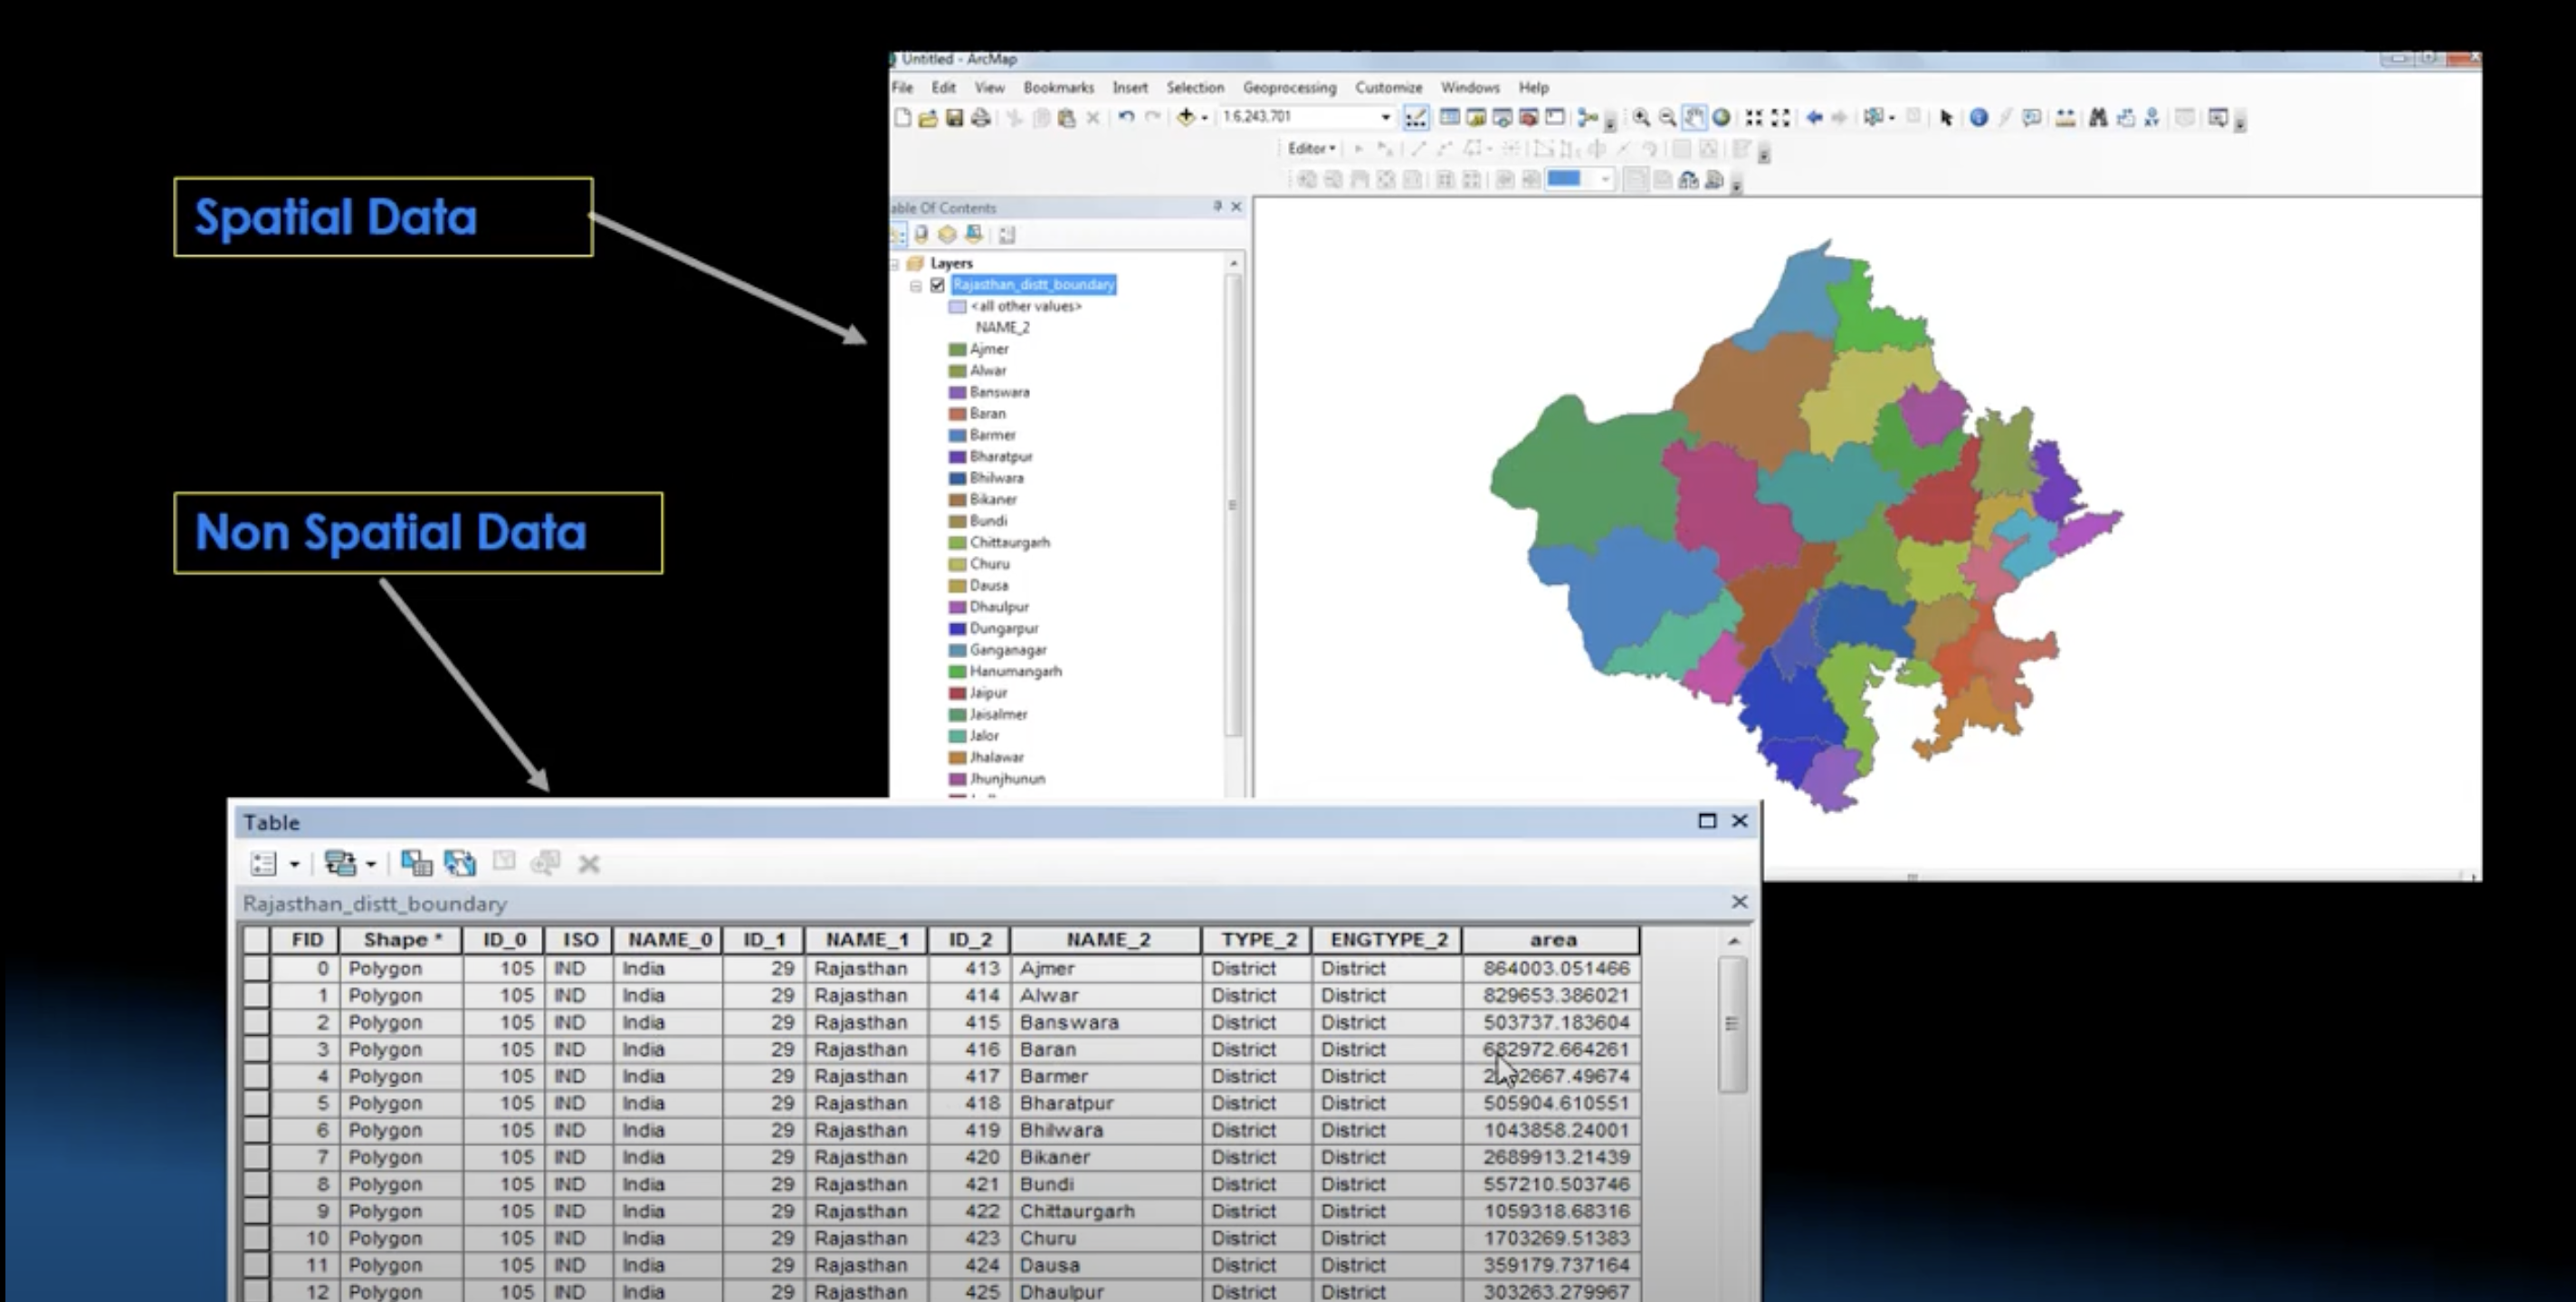 Untitled - ArcMap
File Edit View Bookmarks Insert Selection Geoprocessing Customize Windows Help
1:6,243,701
Editor
Spatial Data
able Of Contents
Layers
Rajasthan_distt_boundary
<all other values>
NAME_2
Ajmer
Alwar
Banswara
Baran
Barmer
Bharatpur
Bhilwara
Bikaner
Bundi
Chittaurgarh
Churu
Dausa
Dhaulpur
Dungarpur
Ganganagar
Hanumangarh
Jaipur
Jaisalmer
Jalor
Jhalawar
Jhunjhunun
Non Spatial Data
Table
Rajasthan_distt_boundary
FID Shape * ID_0 ISO NAME_0 ID_1 NAME_1 ID_2 NAME_2 TYPE_2 ENGTYPE_2 area
0 Polygon 105 IND India 29 Rajasthan 413 Ajmer District District 864003.051466
1 Polygon 105 IND India 29 Rajasthan 414 Alwar District District 829653.386021
2 Polygon 105 IND India 29 Rajasthan 415 Banswara District District 503737.183604
3 Polygon 105 IND India 29 Rajasthan 416 Baran District District 682972.664261
4 Polygon 105 IND India 29 Rajasthan 417 Barmer District District
5 Polygon 105 IND India 29 Rajasthan 418 Bharatpur District District 505904.610551
6 Polygon 105 IND India 29 Rajasthan 419 Bhilwara District District 1043858.24001
7 Polygon 105 IND India 29 Rajasthan 420 Bikaner District District 2689913.21439
8 Polygon 105 IND India 29 Rajasthan 421 Bundi District District 557210.503746
9 Polygon 105 IND India 29 Rajasthan 422 Chittaurgarh District District 1059318.68316
10 Polygon 105 IND India 29 Rajasthan 423 Churu District District 1703269.51383
11 Polygon 105 IND India 29 Rajasthan 424 Dausa District District 359179.737164
12 Polygon 105 IND India 29 Rajasthan 425 Dhaulpur District District 303263.279967